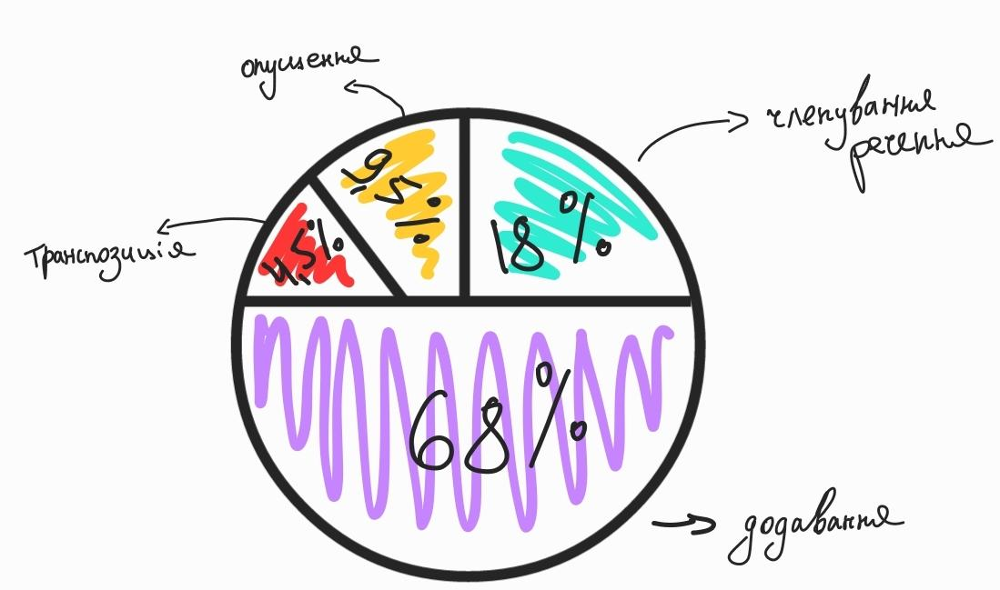 опущення
членування
речення
9,5%
18%
транспозиція
4,5%
68%
додавання